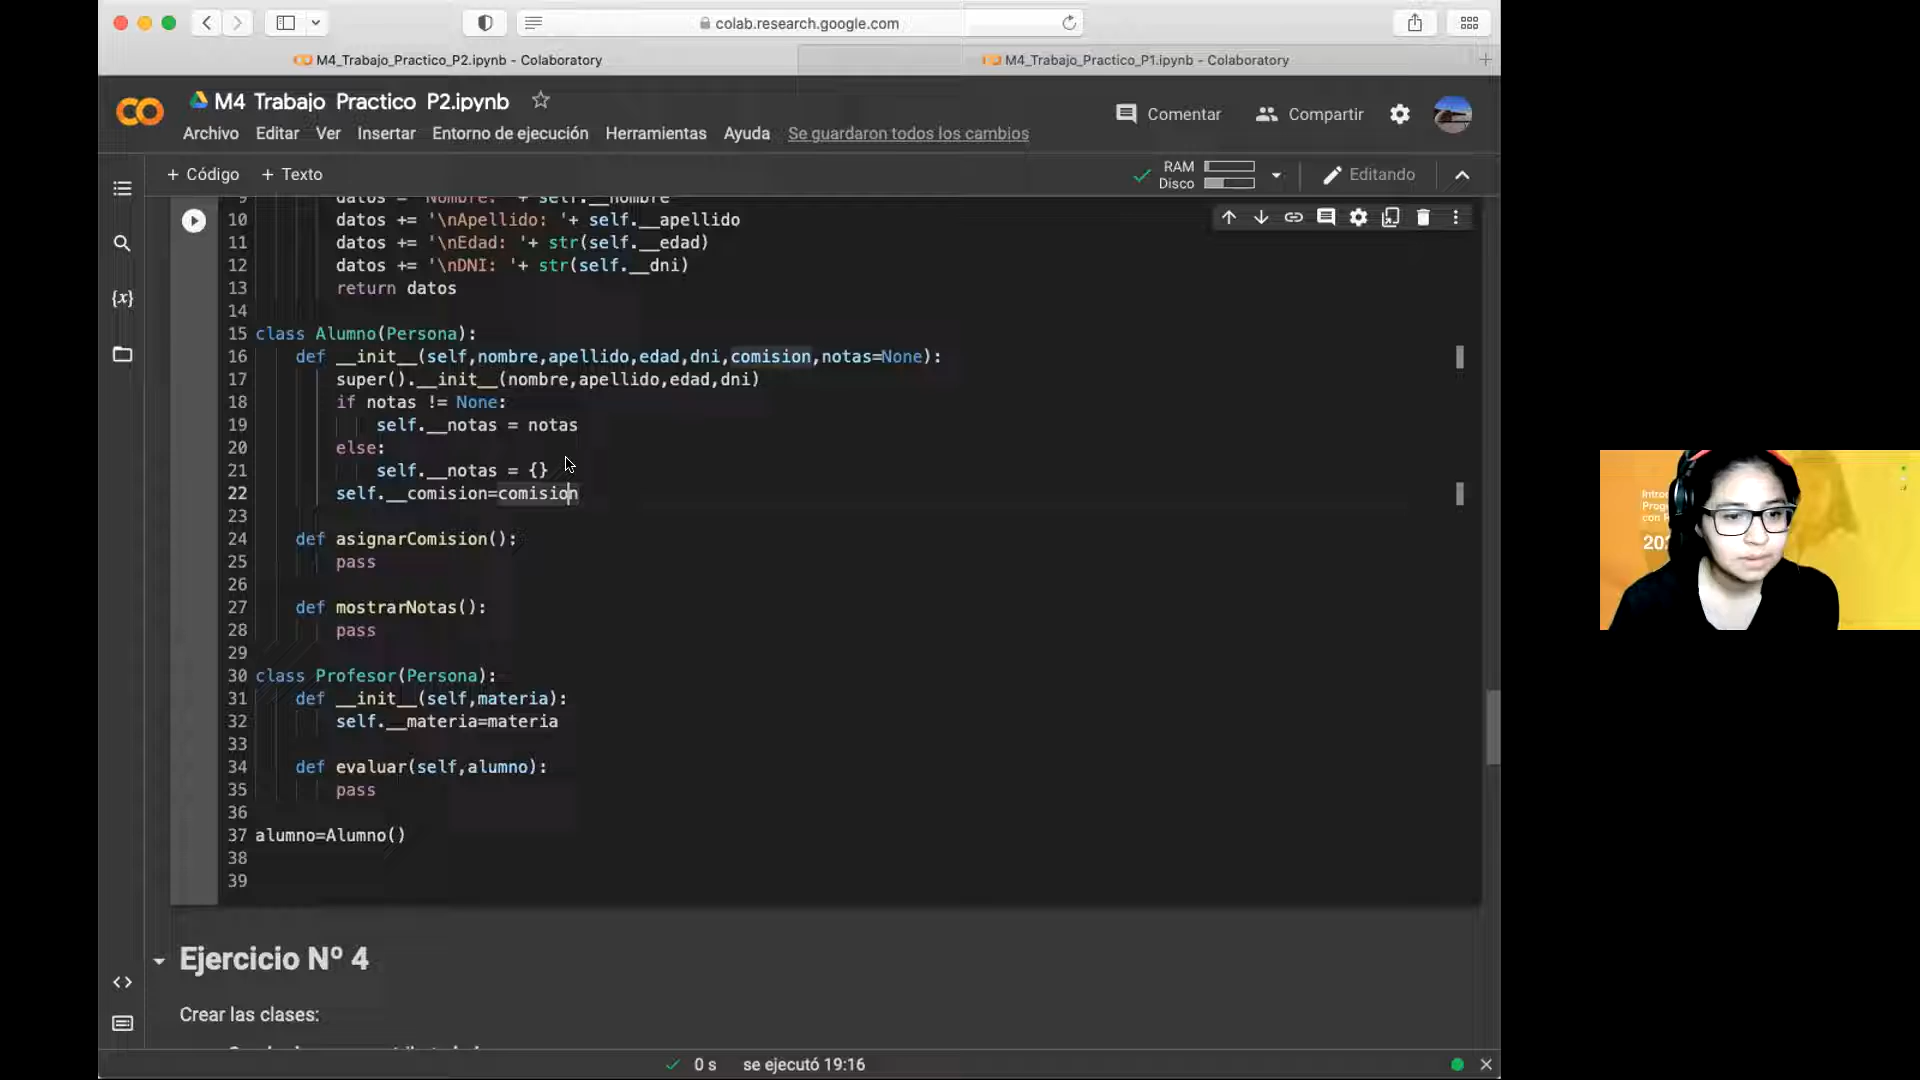 colab.research.google.com
M4_Trabajo_Practico_P2.ipynb - Colaboratory
M4_Trabajo_Practico_P1.ipynb - Colaboratory
M4 Trabajo Practico P2.ipynb
Comentar
Compartir
Archivo Editar Ver Insertar Entorno de ejecución Herramientas Ayuda Se guardaron todos los cambios
+ Código + Texto
RAM
Disco
Editando
9 datos = 'Nombre: '+ self.__nombre
10 datos += '\nApellido: '+ self.__apellido
11 datos += '\nEdad: '+ str(self.__edad)
12 datos += '\nDNI: '+ str(self.__dni)
13 return datos
14
15 class Alumno(Persona):
16 def __init__(self,nombre,apellido,edad,dni,comision,notas=None):
17 super().__init__(nombre,apellido,edad,dni)
18 if notas != None:
19 self.__notas = notas
20 else:
21 self.__notas = {}
22 self.__comision=comision
23
24 def asignarComision():
25 pass
26
27 def mostrarNotas():
28 pass
29
30 class Profesor(Persona):
31 def __init__(self,materia):
32 self.__materia=materia
33
34 def evaluar(self,alumno):
35 pass
36
37 alumno=Alumno()
38
39
Ejercicio Nº 4
Crear las clases:
0 s se ejecutó 19:16